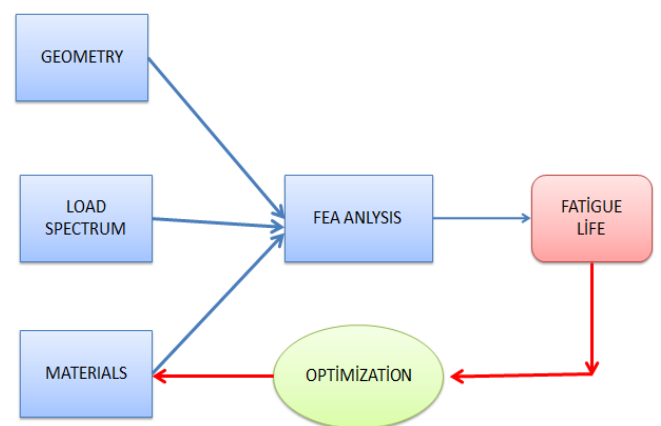 GEOMETRY
LOAD
SPECTRUM
FEA ANLYSIS
FATİGUE
LİFE
MATERIALS
OPTİMİZATİON